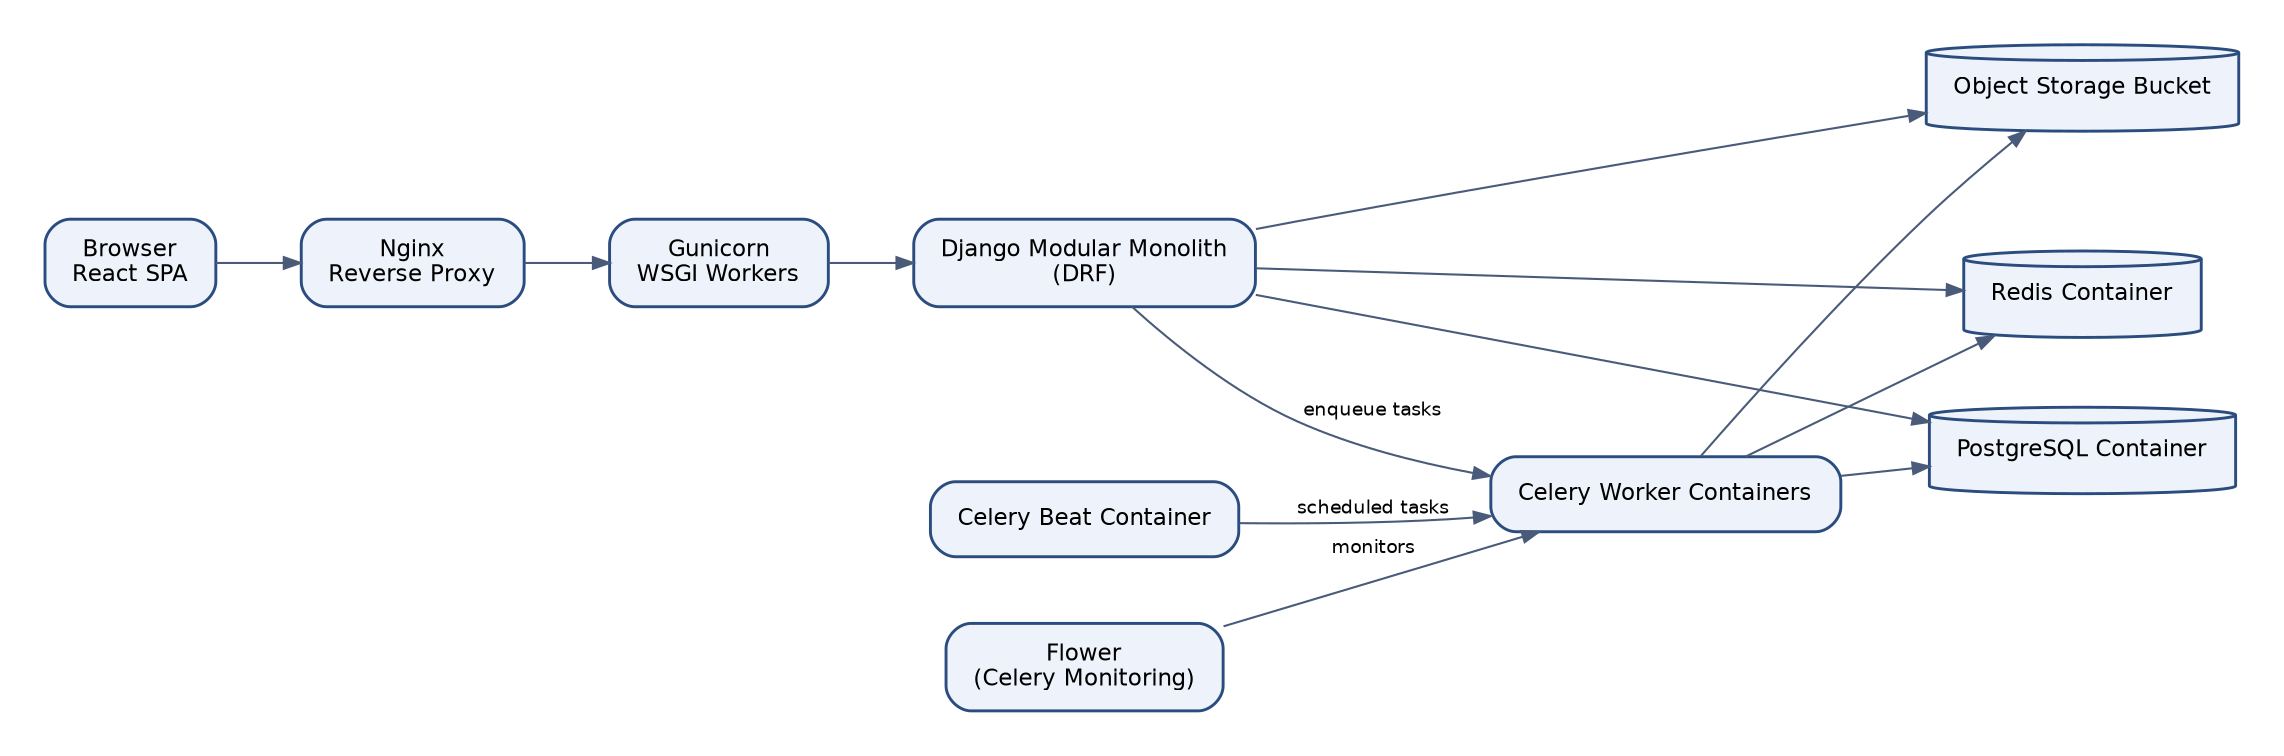 Object Storage Bucket
Browser
React SPA
Nginx
Reverse Proxy
Gunicorn
WSGI Workers
Django Modular Monolith
(DRF)
Redis Container
enqueue tasks
PostgreSQL Container
Celery Worker Containers
Celery Beat Container
scheduled tasks
monitors
Flower
(Celery Monitoring)